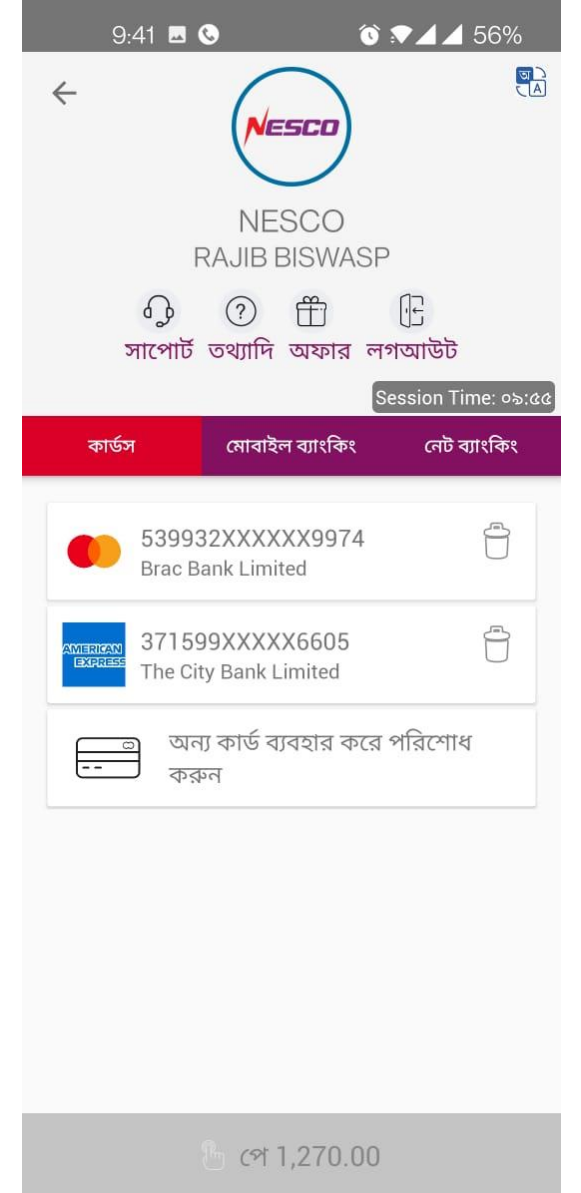 9:41 56%
অ
A
NESCO
NESCO
RAJIB BISWASP
সাপোর্ট তথ্যাদি অফার লগআউট
Session Time: ০৯:৫৫
কার্ডস মোবাইল ব্যাংকিং নেট ব্যাংকিং
539932XXXXXX9974
Brac Bank Limited
AMERICAN
EXPRESS
371599XXXXX6605
The City Bank Limited
অন্য কার্ড ব্যবহার করে পরিশোধ
করুন
পে 1,270.00